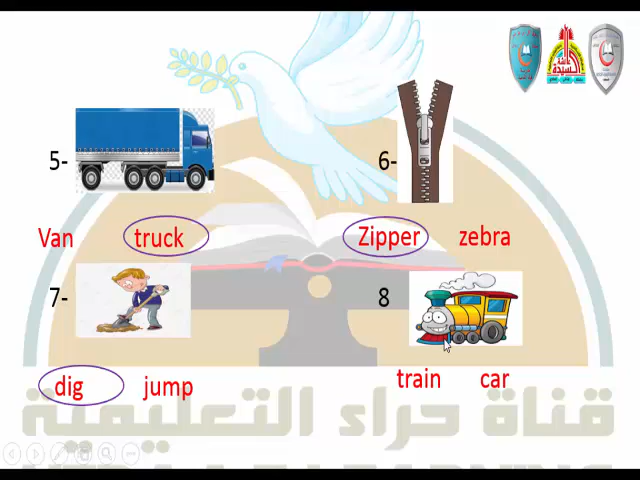 5-
6-
Van truck
Zipper zebra
7-
8
dig jump
train car
قناة حراء التعليمية